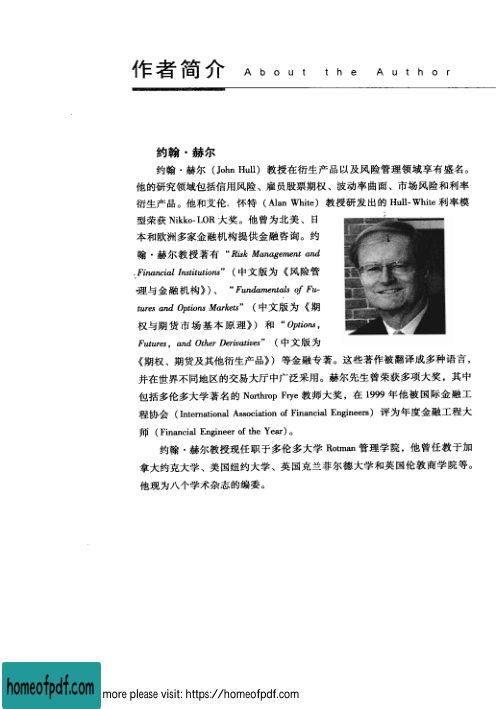 作者简介 About the Author
约翰·赫尔
约翰·赫尔（John Hull）教授在衍生产品以及风险管理领域享有盛名。
他的研究领域包括信用风险、雇员股票期权、波动率曲面、市场风险和利率
衍生产品。他和艾伦. 怀特（Alan White）教授研发出的 Hull-White 利率模
型荣获 Nikko-LOR 大奖。他曾为北美、日
本和欧洲多家金融机构提供金融咨询。约
翰·赫尔教授著有 “Risk Management and
Financial Institutions”（中文版为《风险管
理与金融机构》）、 “Fundamentals of Fu-
tures and Options Markets”（中文版为《期
权与期货市场基本原理》）和 “Options,
Futures, and Other Derivatives”（中文版为
《期权、期货及其他衍生产品》）等金融专著。这些著作被翻译成多种语言，
并在世界不同地区的交易大厅中广泛采用。赫尔先生曾荣获多项大奖，其中
包括多伦多大学著名的 Northrop Frye 教师大奖，在 1999 年他被国际金融工
程协会（International Association of Financial Engineers）评为年度金融工程大
师（Financial Engineer of the Year）。
约翰·赫尔教授现任职于多伦多大学 Rotman 管理学院，他曾任教于加
拿大约克大学、美国纽约大学、英国克兰菲尔德大学和英国伦敦商学院等。
他现为八个学术杂志的编委。
homeofpdf.com more please visit: https://homeofpdf.com